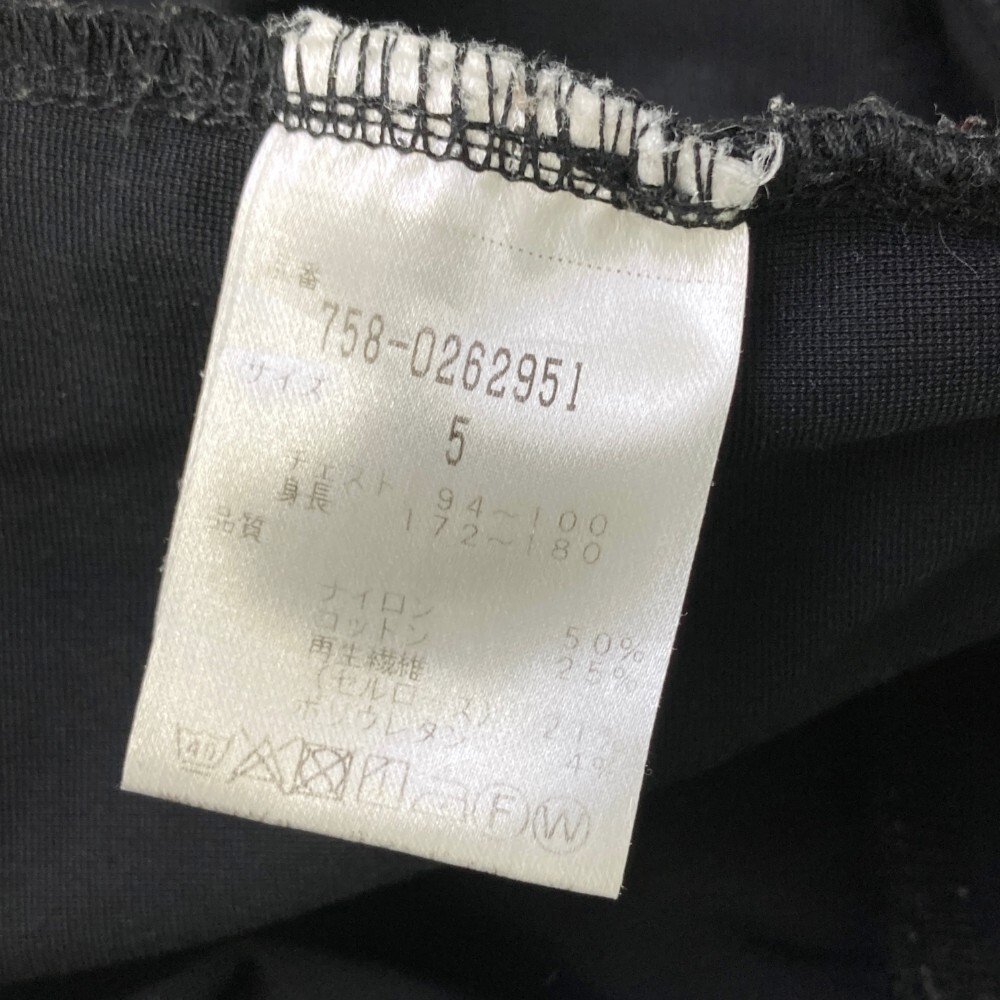 品番
758-0262951
サイズ
5
チェスト 94～100
身長 172～180
品質
ナイロン 50%
コットン 25%
再生繊維
(セルロース) 21%
ポリウレタン 4%
40
F W